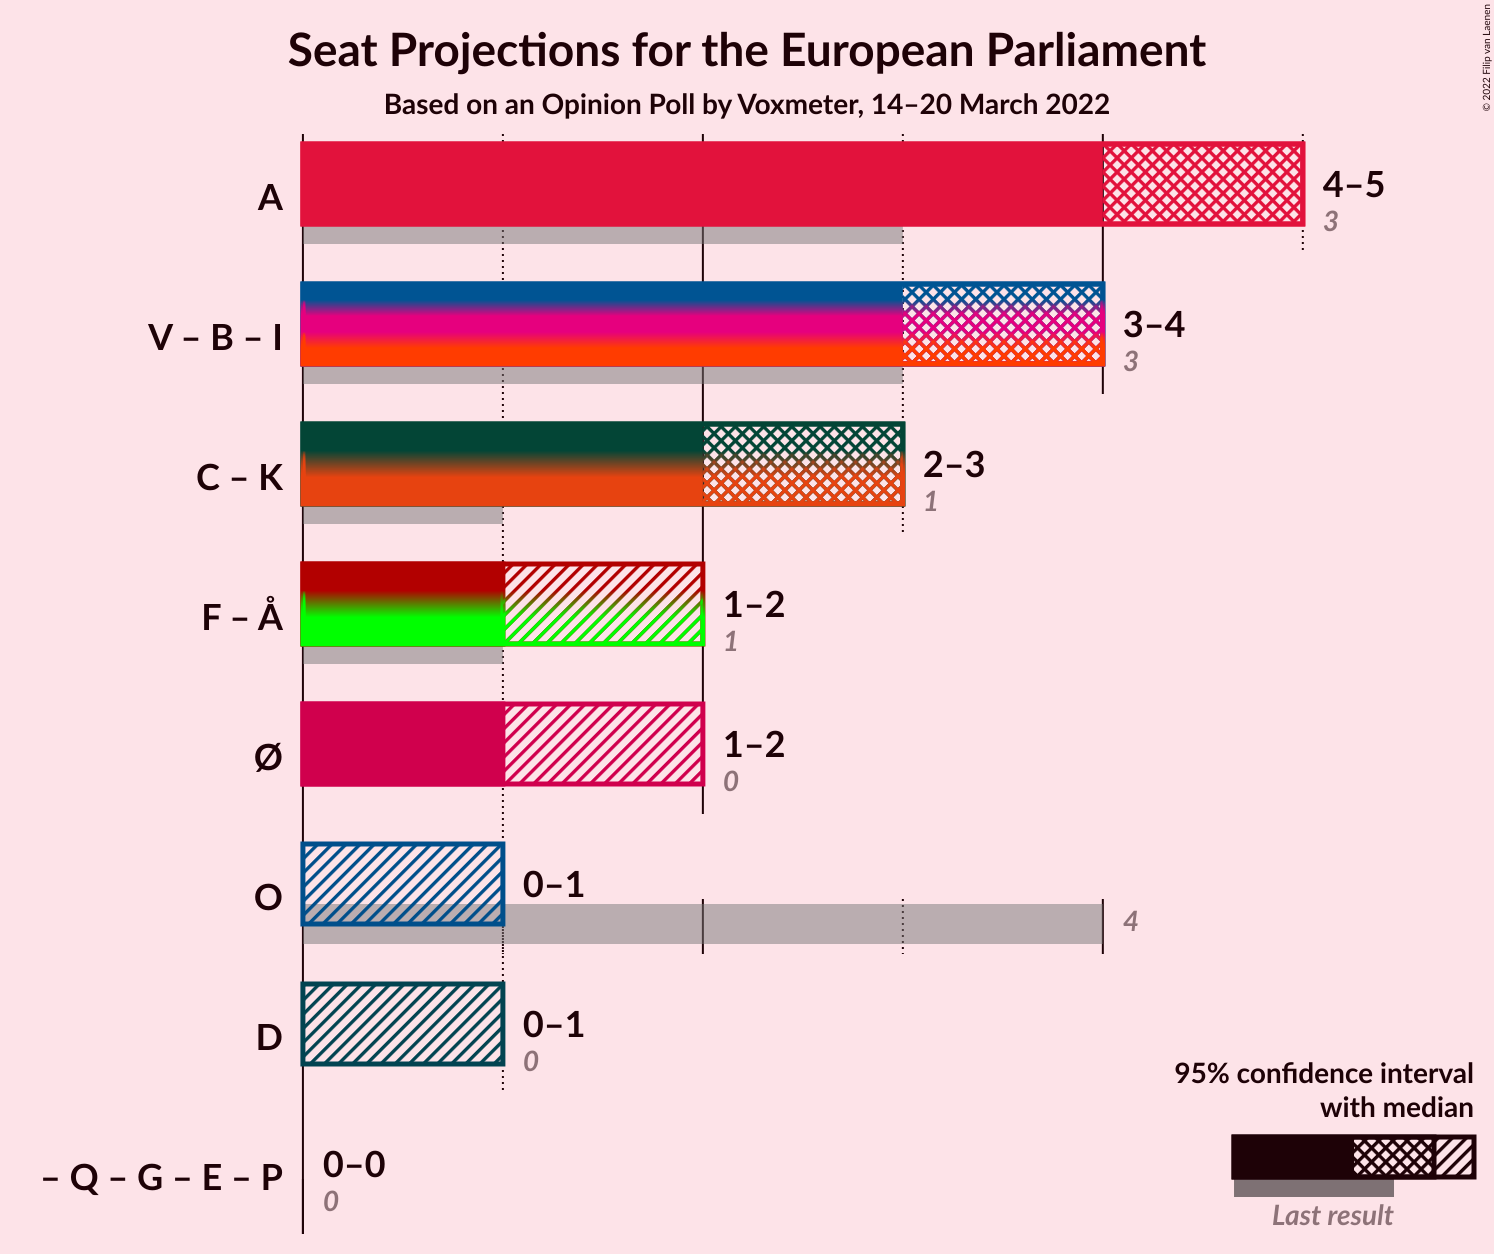 Seat Projections for the European Parliament
Based on an Opinion Poll by Voxmeter, 14–20 March 2022
© 2022 Filip van Laenen
A
4–5
3
V – B – I
3–4
3
C – K
2–3
1
F – Å
1–2
1
Ø
1–2
0
O
0–1
4
D
0–1
0
– Q – G – E – P
0–0
0
95% confidence interval
with median
Last result